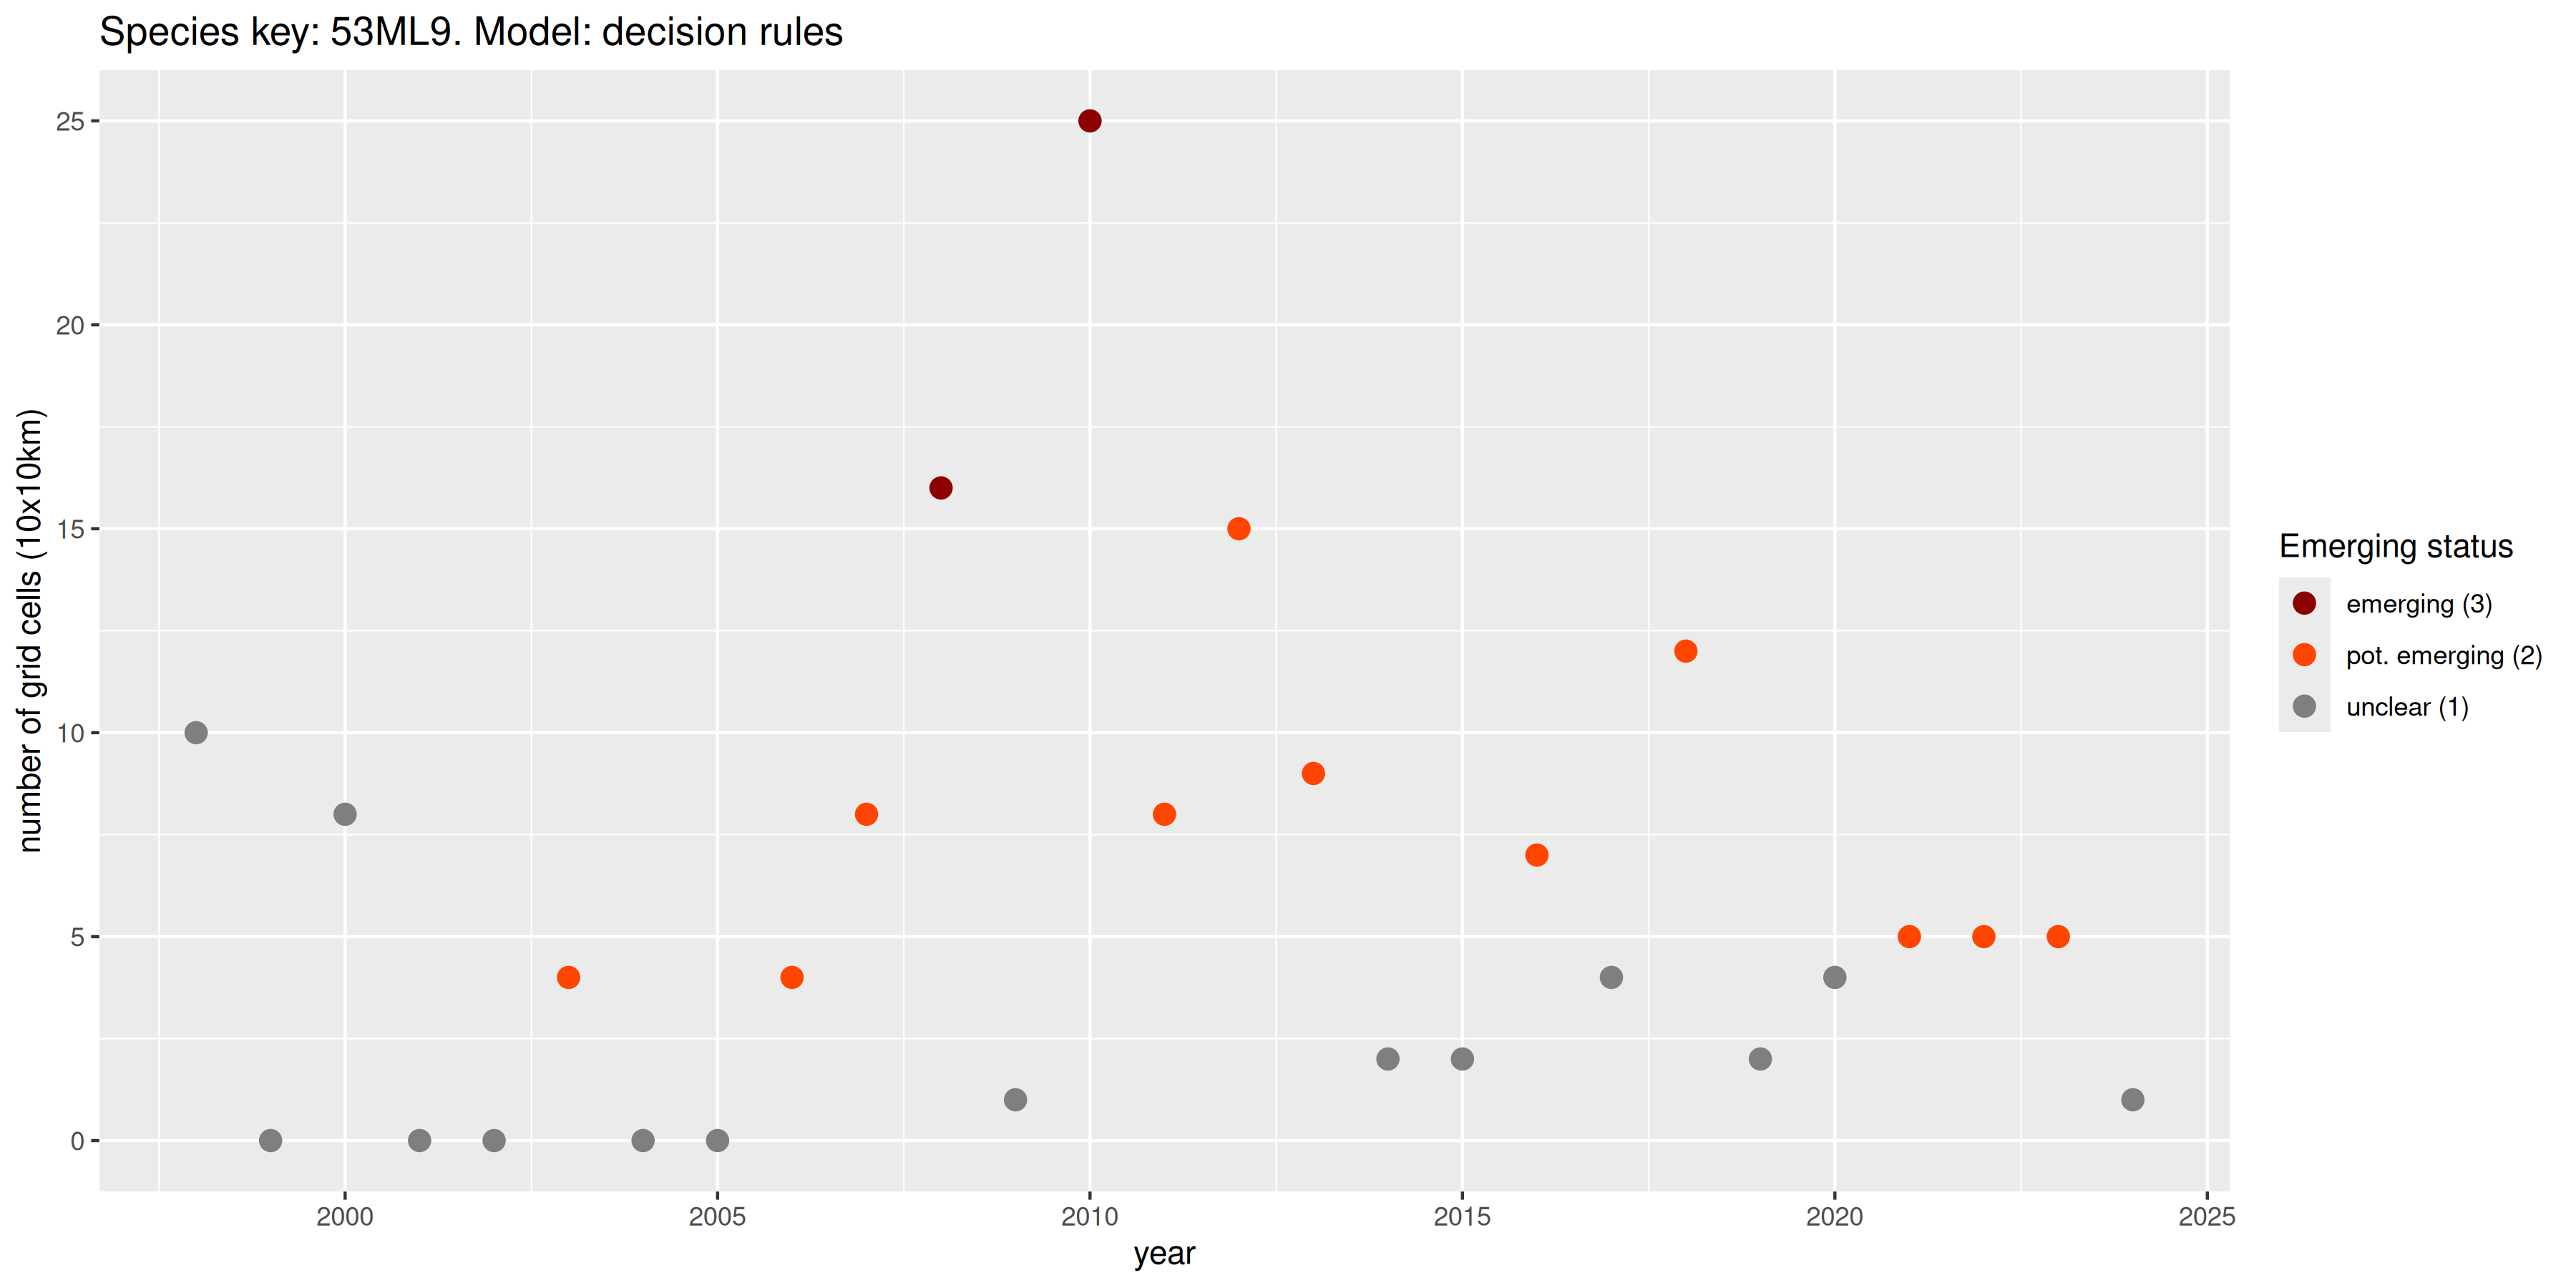 Species key: 53ML9. Model: decision rules
number of grid cells (10x10km)
25
20
15
10
5
0
2000
2005
2010
2015
2020
2025
year
Emerging status
emerging (3)
pot. emerging (2)
unclear (1)